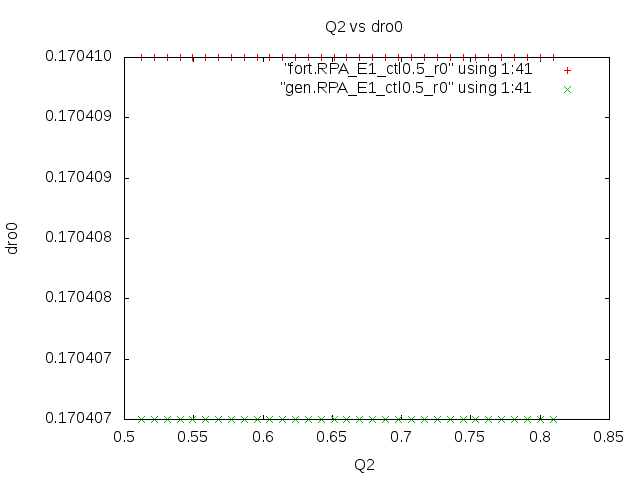 Q2 vs dro0
0.170410
"fort.RPA_E1_ctl0.5_r0" using 1:41
"gen.RPA_E1_ctl0.5_r0" using 1:41
0.170409
0.170409
0.170408
dro0
0.170408
0.170407
0.170407
0.5 0.55 0.6 0.65 0.7 0.75 0.8 0.85
Q2